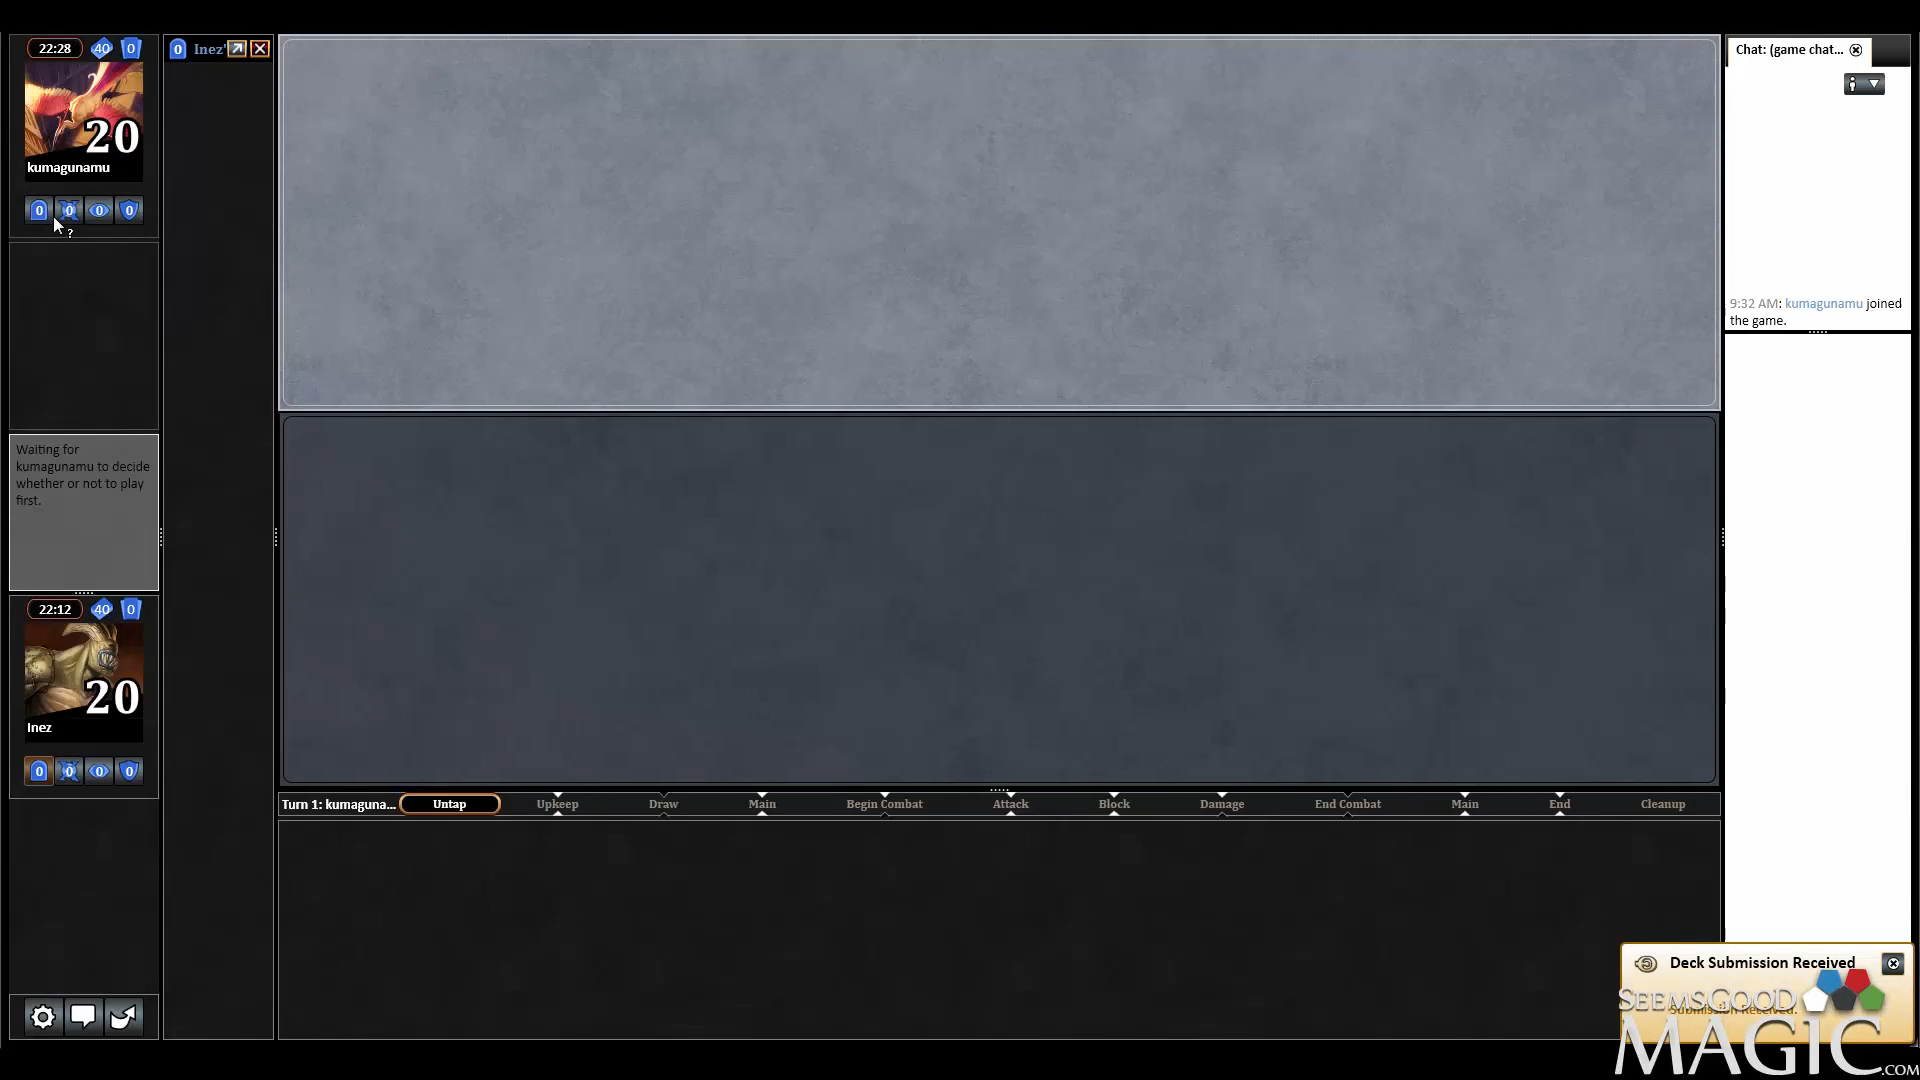 22:28 40 0
20
kumagunamu
0 0 0 0
?
0 Inez'
Waiting for
kumagunamu to decide
whether or not to play
first.
22:12 40 0
20
Inez
0 0 0 0
Turn 1: kumaguna... Untap Upkeep Draw Main Begin Combat Attack Block Damage End Combat Main End Cleanup
Chat: (game chat...
9:32 AM: kumagunamu joined
the game.
Deck Submission Received
Submission Received.
SEEMSGOOD
MAGIC.COM